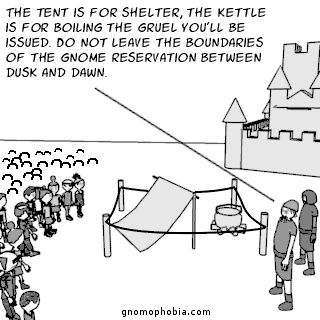 THE TENT IS FOR SHELTER, THE KETTLE
IS FOR BOILING THE GRUEL YOU'LL BE
ISSUED. DO NOT LEAVE THE BOUNDARIES
OF THE GNOME RESERVATION BETWEEN
DUSK AND DAWN.
gnomophobia.com